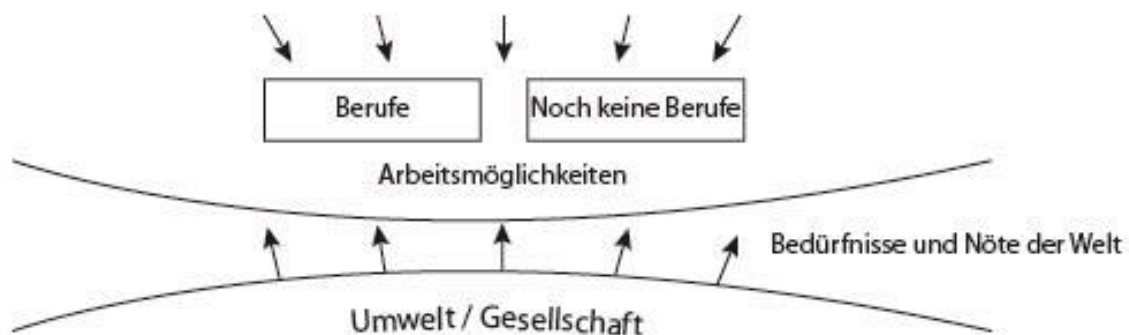 Berufe
Noch keine Berufe
Arbeitsmöglichkeiten
Bedürfnisse und Nöte der Welt
Umwelt / Gesellschaft